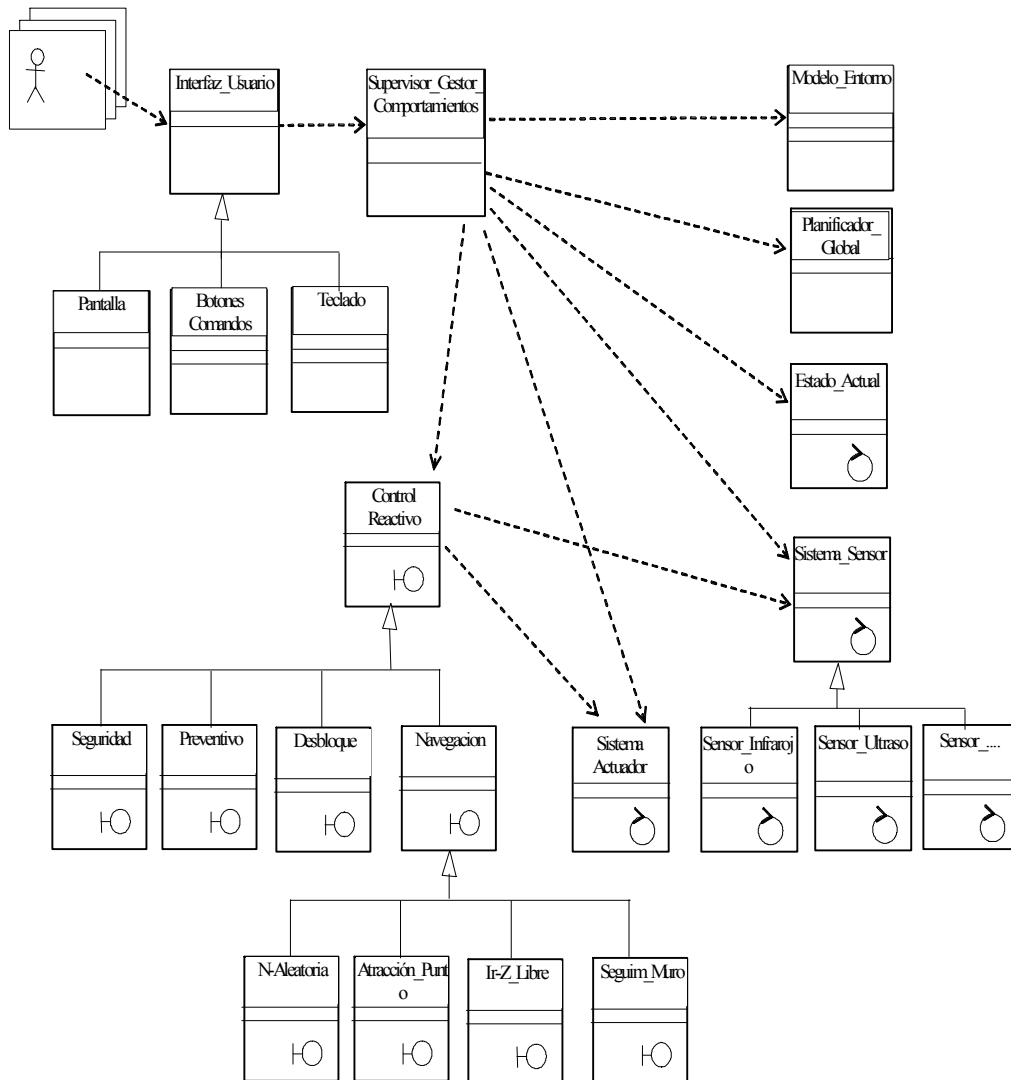 Interfaz_Usuario
Supervisor_Gestor_
Comportamientos
Modelo_Entorno
Planificador_
Global
Pantalla
Botones
Comandos
Teclado
Estado_Actual
Control
Reactivo
Sistema_Sensor
Seguridad
Preventivo
Desbloque
Navegacion
Sistema
Actuador
Sensor_Infraroj
o
Sensor_Ultraso
Sensor_....
N-Aleatoria
Atracción_Punt
o
Ir-Z_Libre
Seguim_Muro